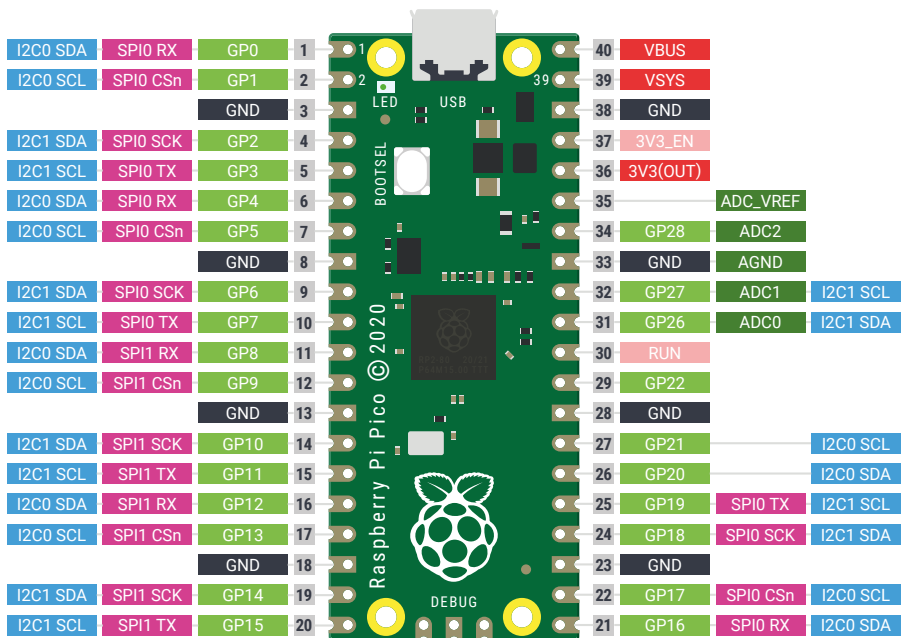 I2C0 SDA SPI0 RX GP0 1 1 40 VBUS
I2C0 SCL SPI0 CSn GP1 2 2 39 39 VSYS
LED USB
GND 3 38 GND
I2C1 SDA SPI0 SCK GP2 4 37 3V3_EN
I2C1 SCL SPI0 TX GP3 5 BOOTSEL 36 3V3(OUT)
I2C0 SDA SPI0 RX GP4 6 35 ADC_VREF
I2C0 SCL SPI0 CSn GP5 7 34 GP28 ADC2
GND 8 33 GND AGND
I2C1 SDA SPI0 SCK GP6 9 32 GP27 ADC1 I2C1 SCL
I2C1 SCL SPI0 TX GP7 10 31 GP26 ADC0 I2C1 SDA
I2C0 SDA SPI1 RX GP8 11 30 RUN
I2C0 SCL SPI1 CSn GP9 12 29 GP22
GND 13 28 GND
I2C1 SDA SPI1 SCK GP10 14 27 GP21 I2C0 SCL
I2C1 SCL SPI1 TX GP11 15 26 GP20 I2C0 SDA
I2C0 SDA SPI1 RX GP12 16 25 GP19 SPI0 TX I2C1 SCL
I2C0 SCL SPI1 CSn GP13 17 24 GP18 SPI0 SCK I2C1 SDA
GND 18 23 GND
Raspberry Pi Pico © 2020
I2C1 SDA SPI1 SCK GP14 19 22 GP17 SPI0 CSn I2C0 SCL
DEBUG
I2C1 SCL SPI1 TX GP15 20 21 GP16 SPI0 RX I2C0 SDA